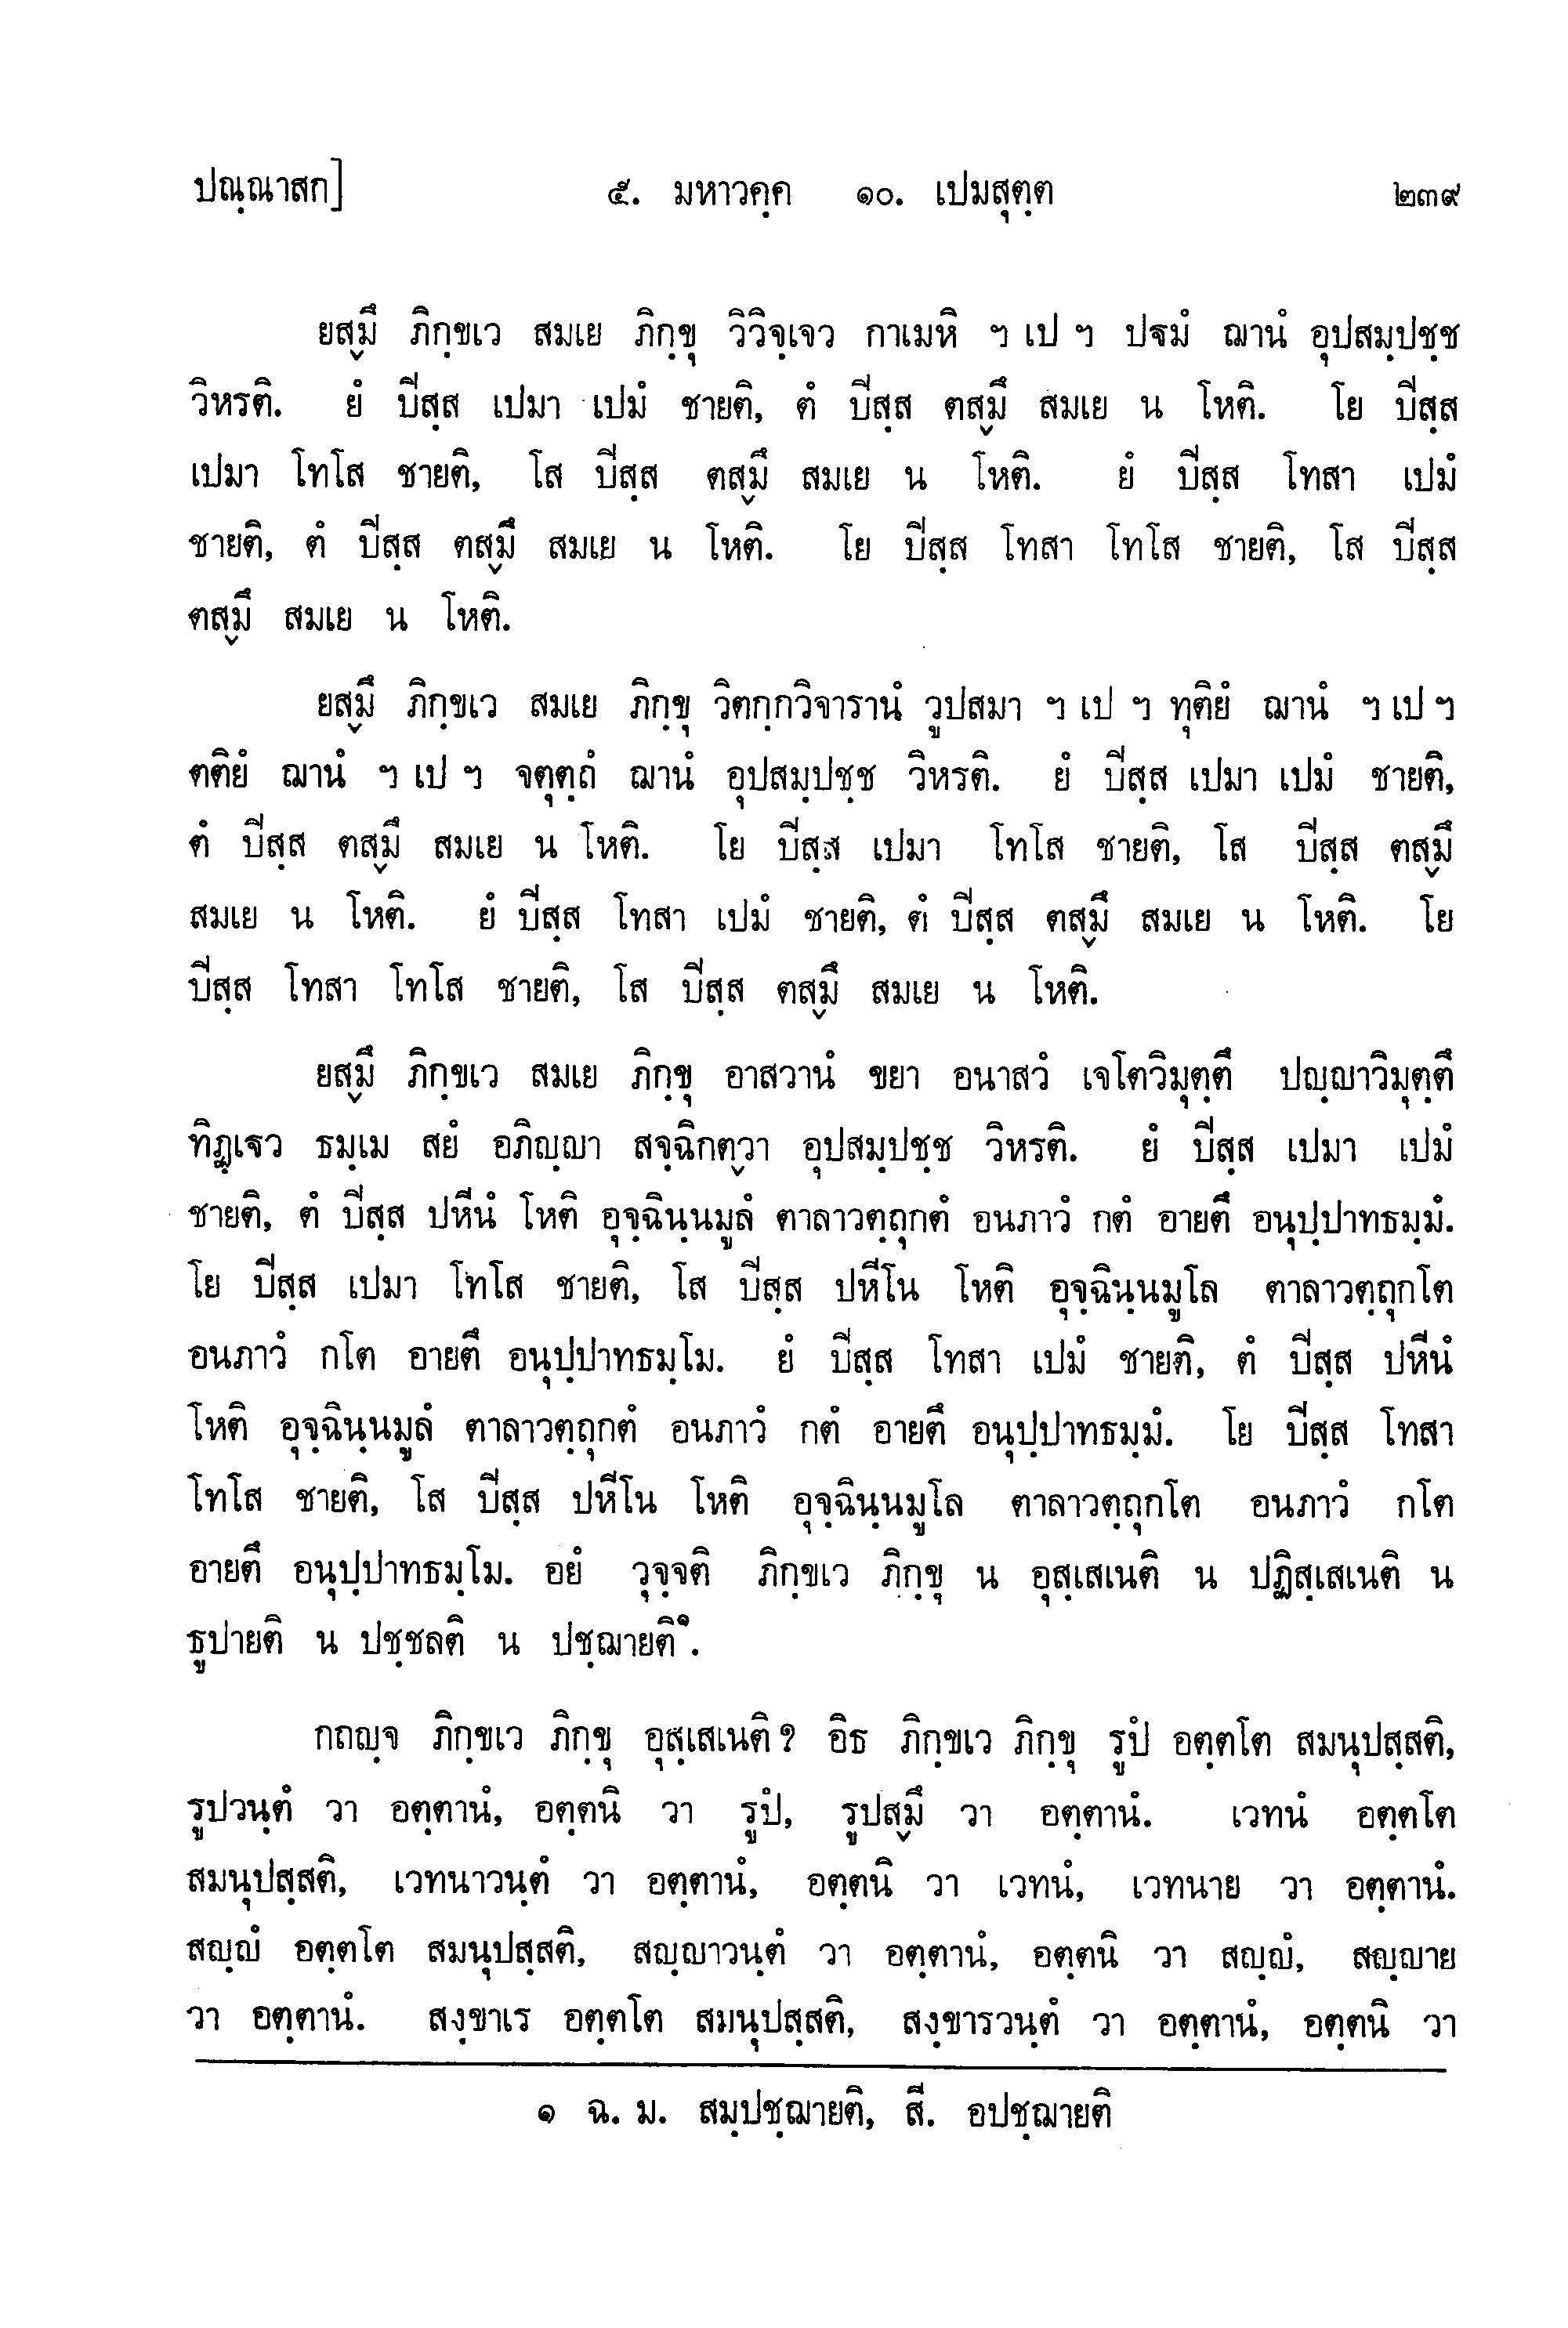 ปณฺณาสก] ๕. มหาวคฺค ๑๐. เปมสุตฺต ๒๓๙
ยสฺมึ ภิกฺขเว สมเย ภิกฺขุ วิวิจฺเจว กาเมหิ ฯ เป ฯ ปฐมํ ฌานํ อุปสมฺปชฺช
วิหรติ. ยํ ปีสฺส เปมา เปมํ ชายติ, ตํ ปีสฺส ตสฺมึ สมเย น โหติ. โย ปีสฺส
เปมา โทโส ชายติ, โส ปีสฺส ตสฺมึ สมเย น โหติ. ยํ ปีสฺส โทสา เปมํ
ชายติ, ตํ ปีสฺส ตสฺมึ สมเย น โหติ. โย ปีสฺส โทสา โทโส ชายติ, โส ปีสฺส
ตสฺมึ สมเย น โหติ.
ยสฺมึ ภิกฺขเว สมเย ภิกฺขุ วิตกฺกวิจารานํ วูปสมา ฯ เป ฯ ทุติยํ ฌานํ ฯ เป ฯ
ตติยํ ฌานํ ฯ เป ฯ จตุตฺถํ ฌานํ อุปสมฺปชฺช วิหรติ. ยํ ปีสฺส เปมา เปมํ ชายติ,
ตํ ปีสฺส ตสฺมึ สมเย น โหติ. โย ปีสฺส เปมา โทโส ชายติ, โส ปีสฺส ตสฺมึ
สมเย น โหติ. ยํ ปีสฺส โทสา เปมํ ชายติ, ตํ ปีสฺส ตสฺมึ สมเย น โหติ. โย
ปีสฺส โทสา โทโส ชายติ, โส ปีสฺส ตสฺมึ สมเย น โหติ.
ยสฺมึ ภิกฺขเว สมเย ภิกฺขุ อาสวานํ ขยา อนาสวํ เจโตวิมุตฺตึ ปญฺญาวิมุตฺตึ
ทิฏฺเฐว ธมฺเม สยํ อภิญฺญา สจฺฉิกตฺวา อุปสมฺปชฺช วิหรติ. ยํ ปีสฺส เปมา เปมํ
ชายติ, ตํ ปีสฺส ปหีนํ โหติ อุจฺฉินฺนมูลํ ตาลาวตฺถุกตํ อนภาวํ กตํ อายตึ อนุปฺปาทธมฺมํ.
โย ปีสฺส เปมา โทโส ชายติ, โส ปีสฺส ปหีโน โหติ อุจฺฉินฺนมูโล ตาลาวตฺถุกโต
อนภาวํ กโต อายตึ อนุปฺปาทธมฺโม. ยํ ปีสฺส โทสา เปมํ ชายติ, ตํ ปีสฺส ปหีนํ
โหติ อุจฺฉินฺนมูลํ ตาลาวตฺถุกตํ อนภาวํ กตํ อายตึ อนุปฺปาทธมฺมํ. โย ปีสฺส โทสา
โทโส ชายติ, โส ปีสฺส ปหีโน โหติ อุจฺฉินฺนมูโล ตาลาวตฺถุกโต อนภาวํ กโต
อายตึ อนุปฺปาทธมฺโม. อยํ วุจฺจติ ภิกฺขเว ภิกฺขุ น อุสฺเสเนติ น ปฏิสฺเสเนติ น
ธูปายติ น ปชฺชลติ น ปชฺฌายติ๑.
กถญฺจ ภิกฺขเว ภิกฺขุ อุสฺเสเนติ? อิธ ภิกฺขเว ภิกฺขุ รูปํ อตฺตโต สมนุปสฺสติ,
รูปวนฺตํ วา อตฺตานํ, อตฺตนิ วา รูปํ, รูปสฺมึ วา อตฺตานํ. เวทนํ อตฺตโต
สมนุปสฺสติ, เวทนาวนฺตํ วา อตฺตานํ, อตฺตนิ วา เวทนํ, เวทนาย วา อตฺตานํ.
สญฺญํ อตฺตโต สมนุปสฺสติ, สญฺญาวนฺตํ วา อตฺตานํ, อตฺตนิ วา สญฺญํ, สญฺญาย
วา อตฺตานํ. สงฺขาเร อตฺตโต สมนุปสฺสติ, สงฺขารวนฺตํ วา อตฺตานํ, อตฺตนิ วา
๑ ฉ. ม. สมฺปชฺฌายติ, สี. อปชฺฌายติ